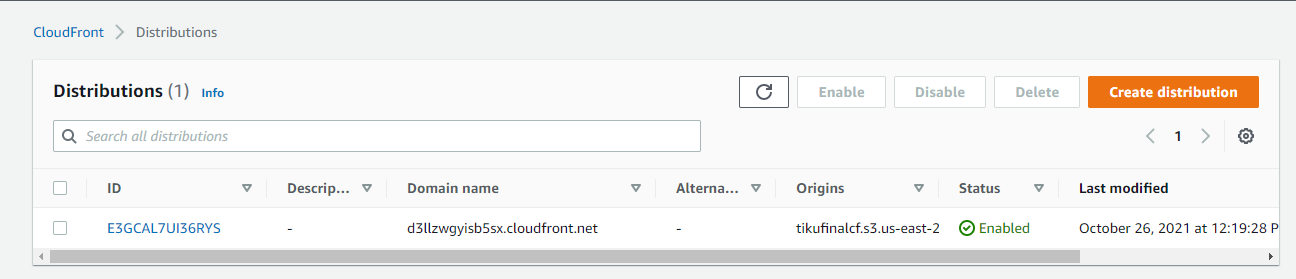 CloudFront > Distributions
Distributions (1) Info
Enable Disable Delete Create distribution
Search all distributions
1
ID Descrip... Domain name Alterna... Origins Status Last modified
E3GCAL7UI36RYS - d3llzwgyisb5sx.cloudfront.net - tikufinalcf.s3.us-east-2 Enabled October 26, 2021 at 12:19:28 P